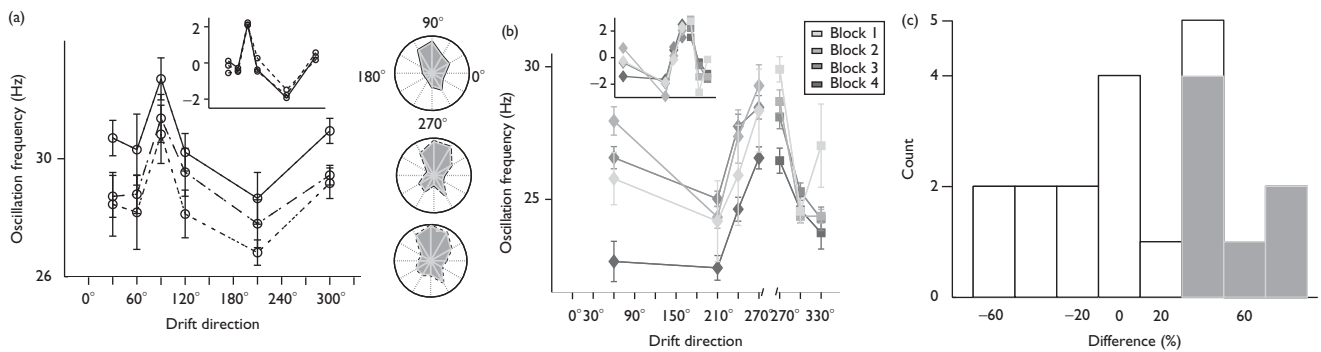 (a)
Oscillation frequency (Hz)
30
26
2
0
−2
0° 60° 120° 180° 240° 300°
Drift direction
90°
180° 0°
270°
(b)
Oscillation frequency (Hz)
30
25
2
1
0
−1
−2
Block 1
Block 2
Block 3
Block 4
0° 30° 90° 150° 210° 270° 270° 330°
Drift direction
(c)
Count
5
4
2
0
−60 −20 0 20 60
Difference (%)